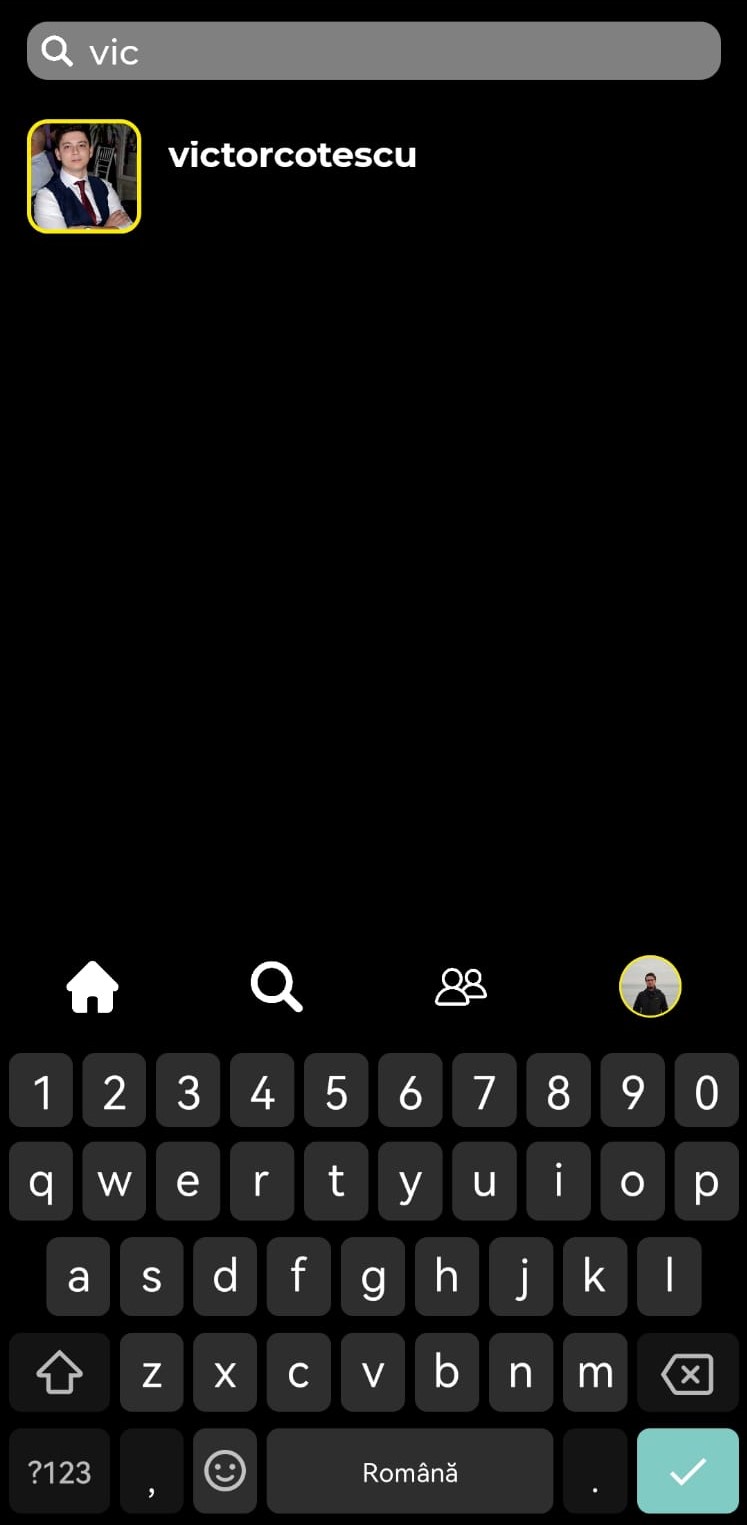 vic
victorcotescu
1 2 3 4 5 6 7 8 9 0
q w e r t y u i o p
a s d f g h j k l
z x c v b n m
?123 , Română .